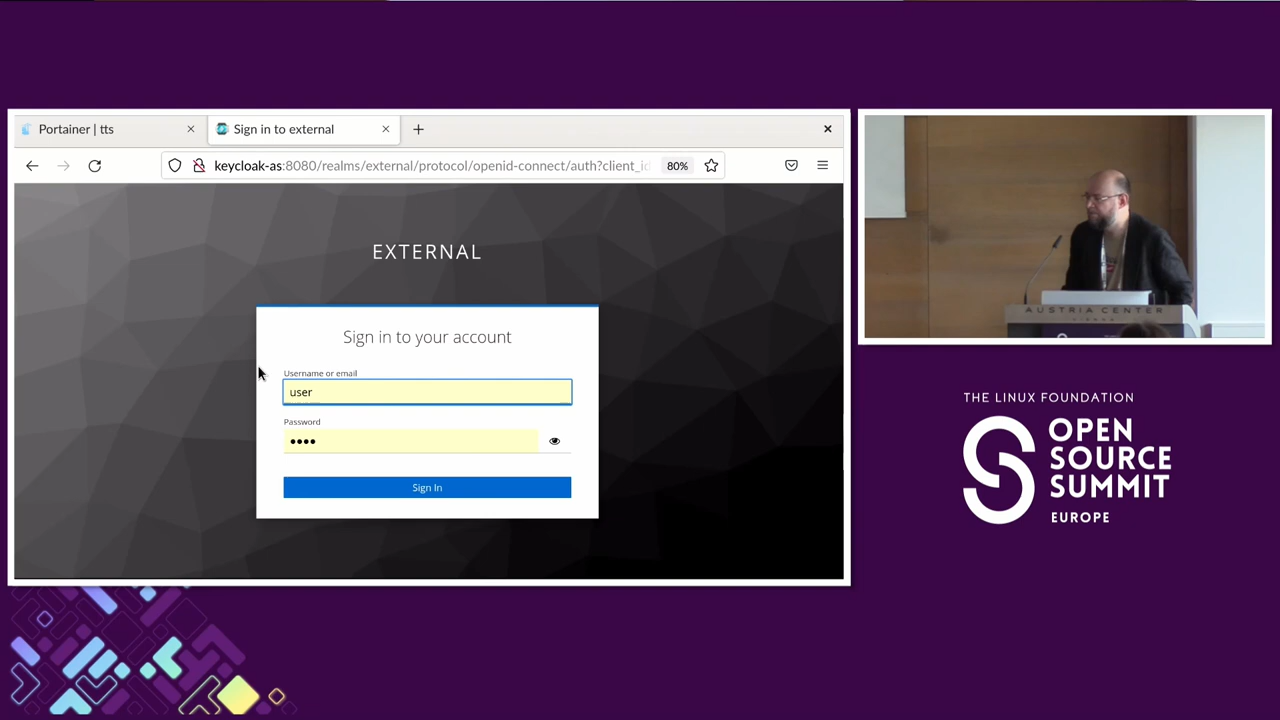 Portainer | tts
Sign in to external
keycloak-as:8080/realms/external/protocol/openid-connect/auth?client_id
80%
EXTERNAL
Sign in to your account
Username or email
user
Password
••••
Sign In
AUSTRIA CENTER
THE LINUX FOUNDATION
OPEN
SOURCE
SUMMIT
EUROPE